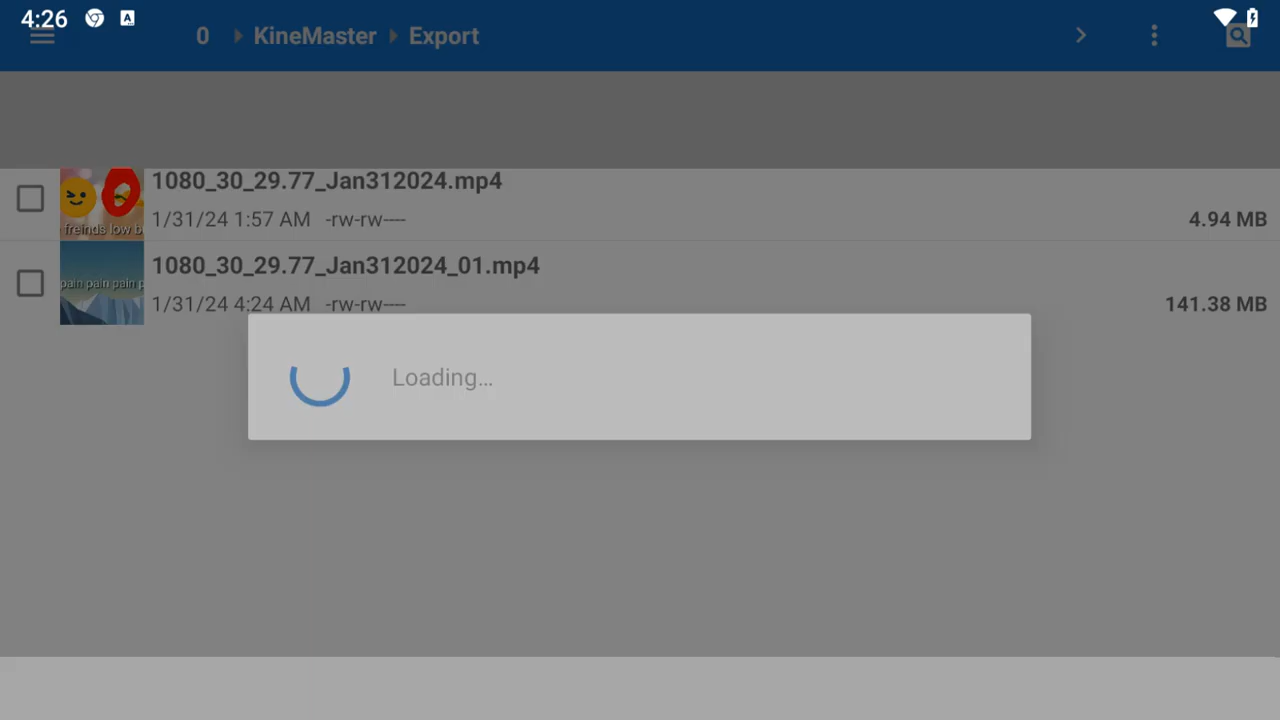 4:26
0 KineMaster Export
1080_30_29.77_Jan312024.mp4
1/31/24 1:57 AM -rw-rw----
4.94 MB
freinds low b
1080_30_29.77_Jan312024_01.mp4
pain pain pain p
1/31/24 4:24 AM -rw-rw----
141.38 MB
Loading...